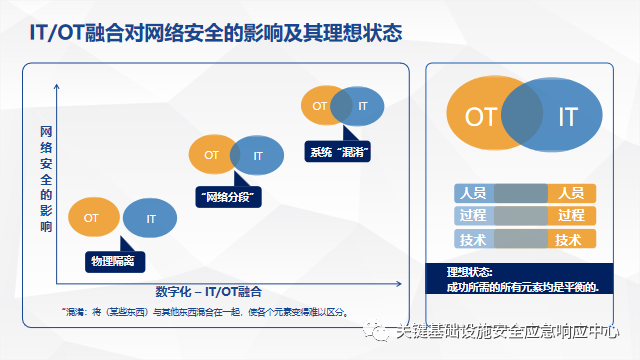 IT/OT融合对网络安全的影响及其理想状态
网络安全的影响
OT IT
系统“混淆”
OT IT
“网络分段”
OT IT
物理隔离
数字化 – IT/OT融合
“混淆：将（某些东西）与其他东西混合在一起，使各个元素变得难以区分。
OT IT
人员 人员
过程 过程
技术 技术
理想状态:
成功所需的所有元素均是平衡的.
关键基础设施安全应急响应中心